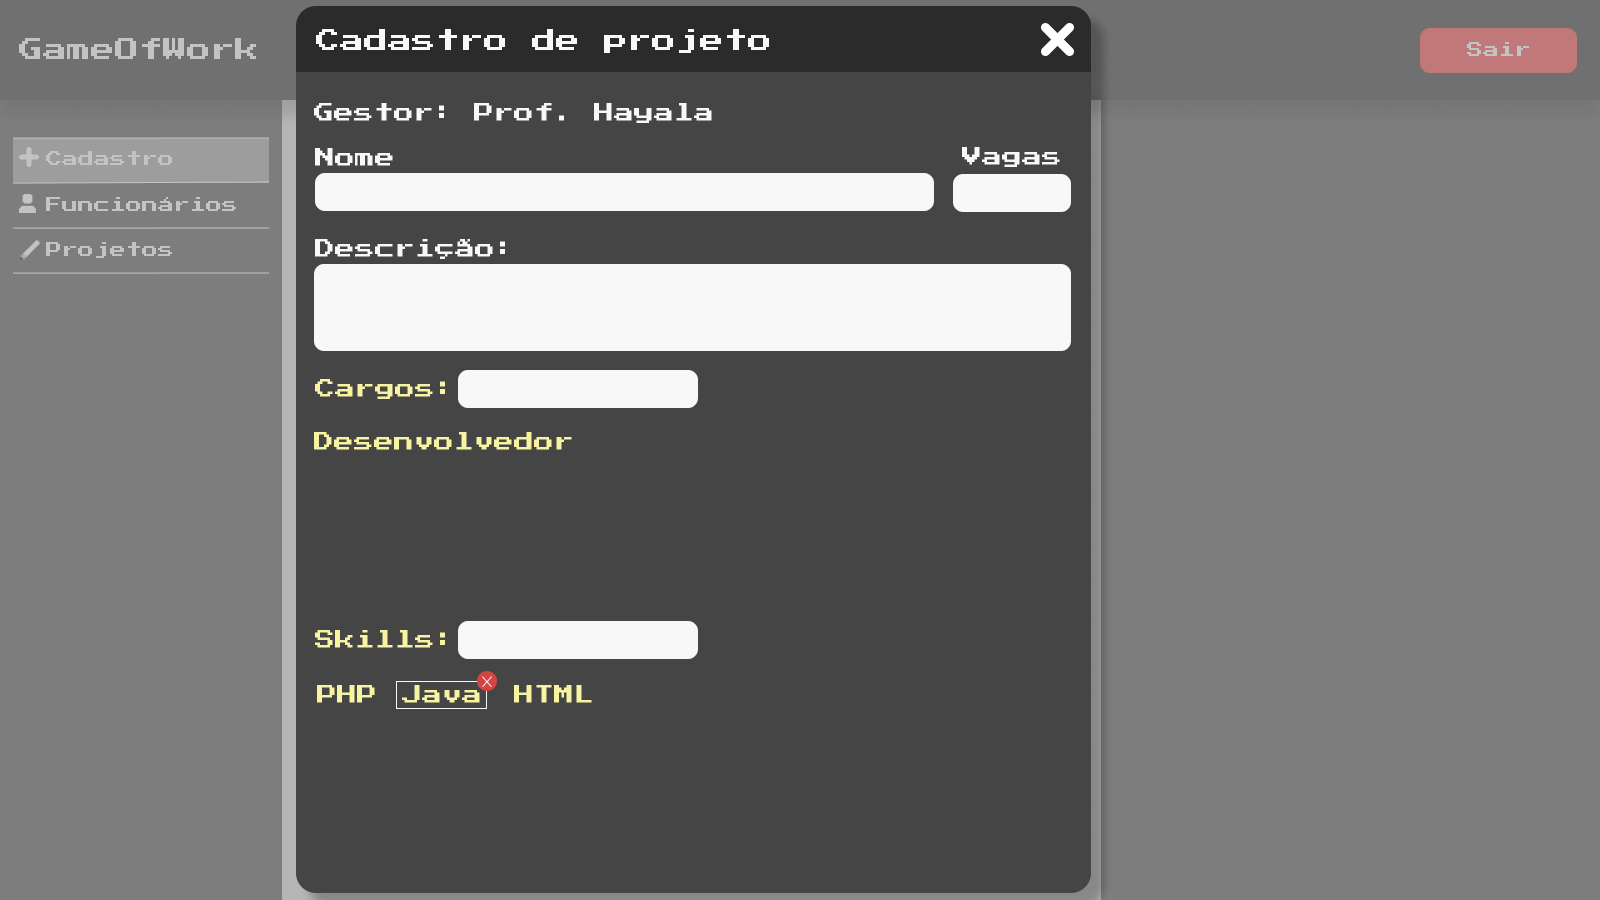 GameOfWork
Cadastro de projeto
Sair
Cadastro
Funcionários
Projetos
Gestor: Prof. Hayala
Nome
Vagas
Descrição:
Cargos:
Desenvolvedor
Skills:
PHP Java HTML